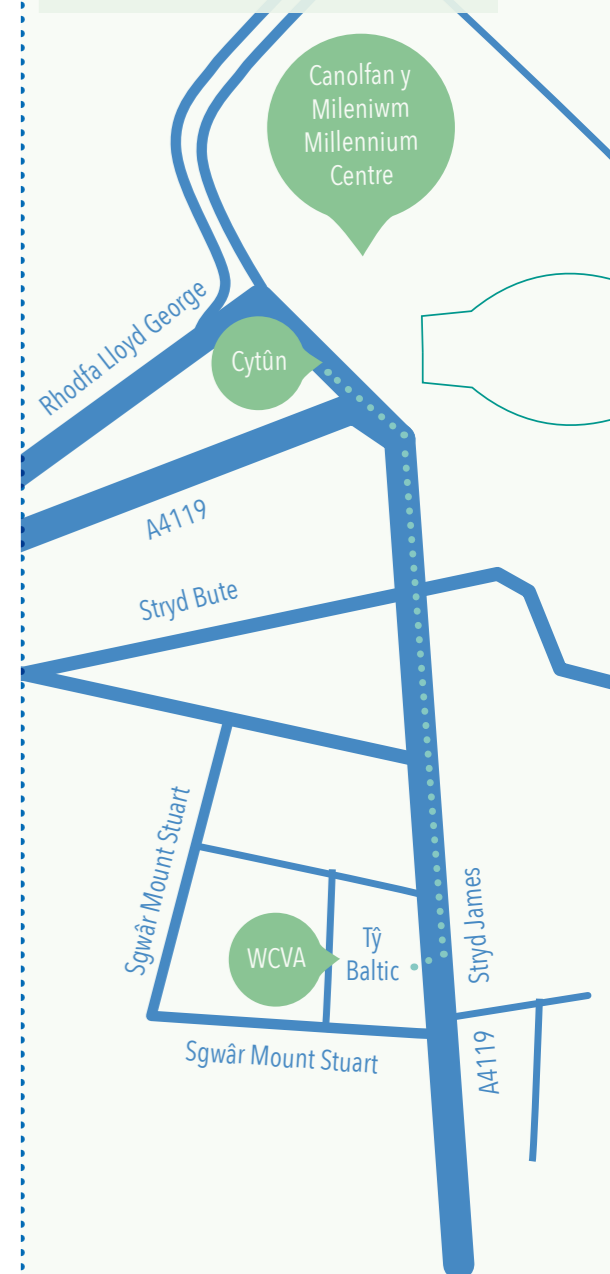 Canolfan y
Mileniwm
Millennium
Centre
Rhodfa Lloyd George
Cytûn
A4119
Stryd Bute
Sgwâr Mount Stuart
Stryd James
Tŷ
Baltic
WCVA
A4119
Sgwâr Mount Stuart